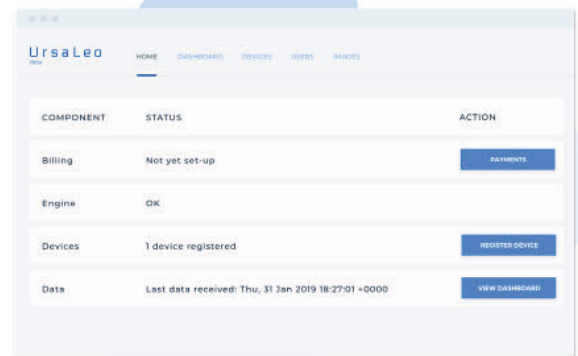 UrsaLeo
HOME DASHBOARD DEVICES USERS IMAGES
COMPONENT STATUS ACTION
Billing Not yet set-up PAYMENTS
Engine OK
Devices 1 device registered REGISTER DEVICE
Data Last data received: Thu, 31 Jan 2019 18:27:01 +0000 VIEW DASHBOARD